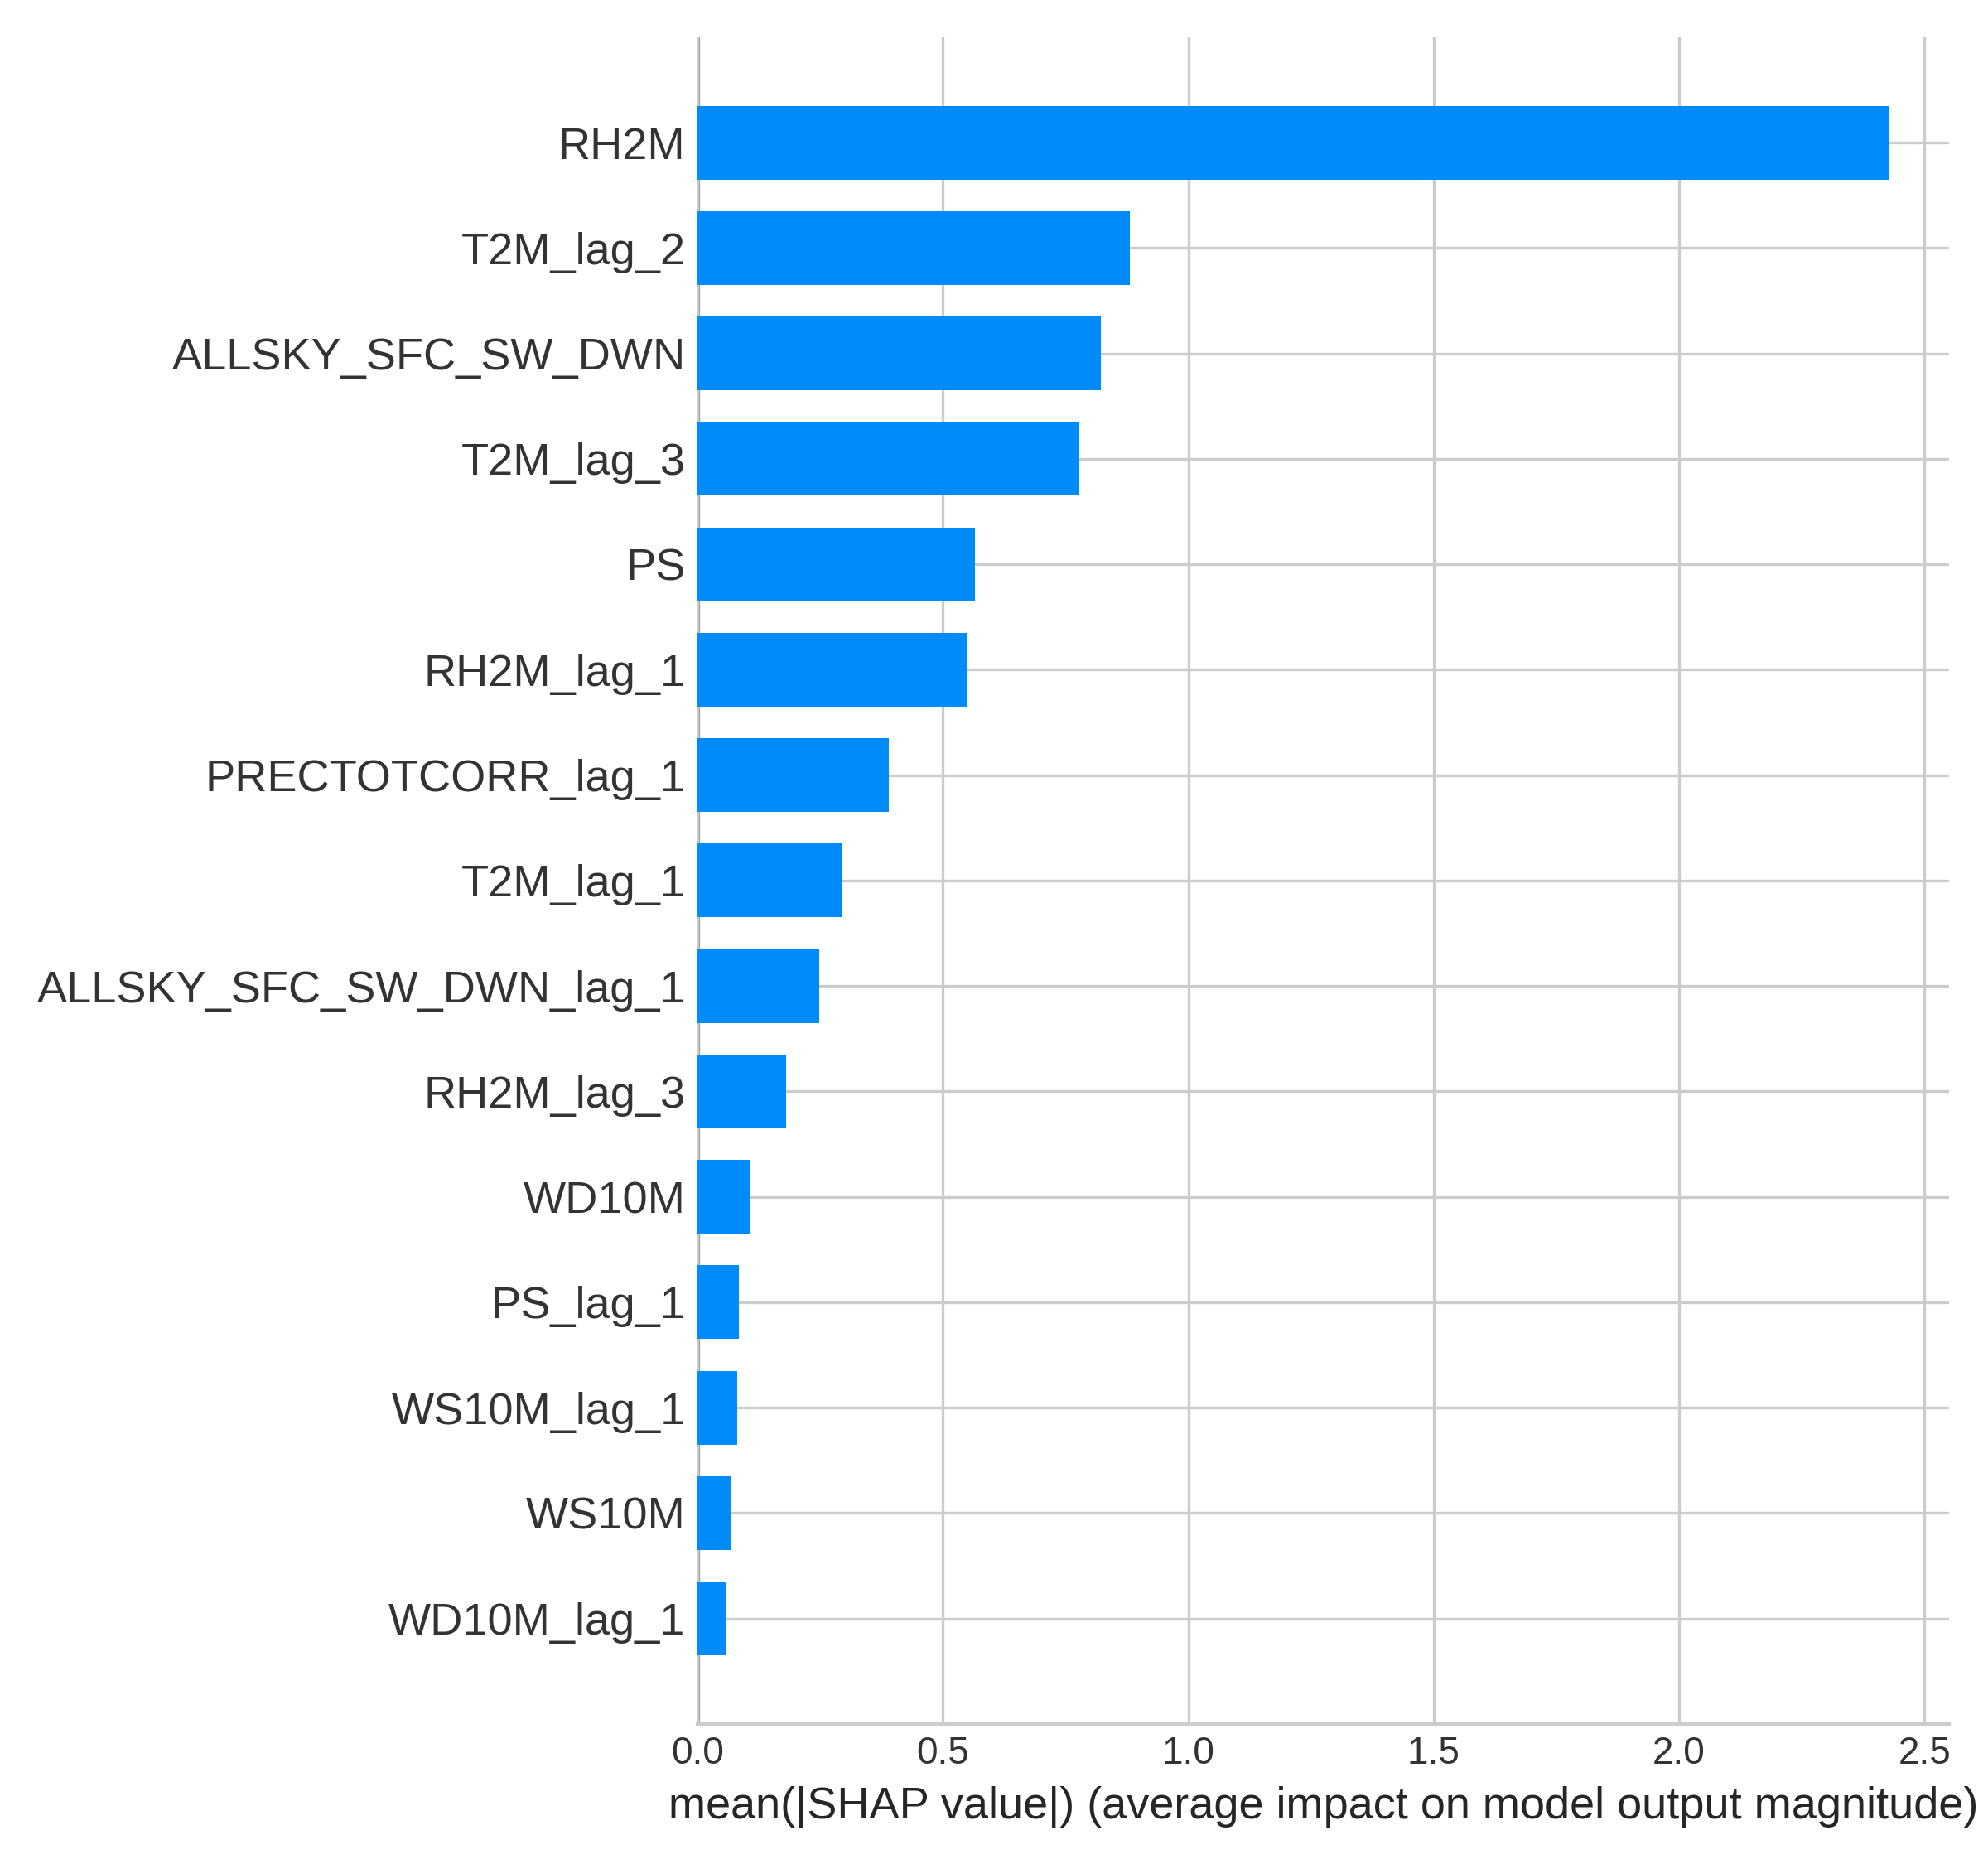 RH2M
T2M_lag_2
ALLSKY_SFC_SW_DWN
T2M_lag_3
PS
RH2M_lag_1
PRECTOTCORR_lag_1
T2M_lag_1
ALLSKY_SFC_SW_DWN_lag_1
RH2M_lag_3
WD10M
PS_lag_1
WS10M_lag_1
WS10M
WD10M_lag_1
0.0 0.5 1.0 1.5 2.0 2.5
mean(|SHAP value|) (average impact on model output magnitude)